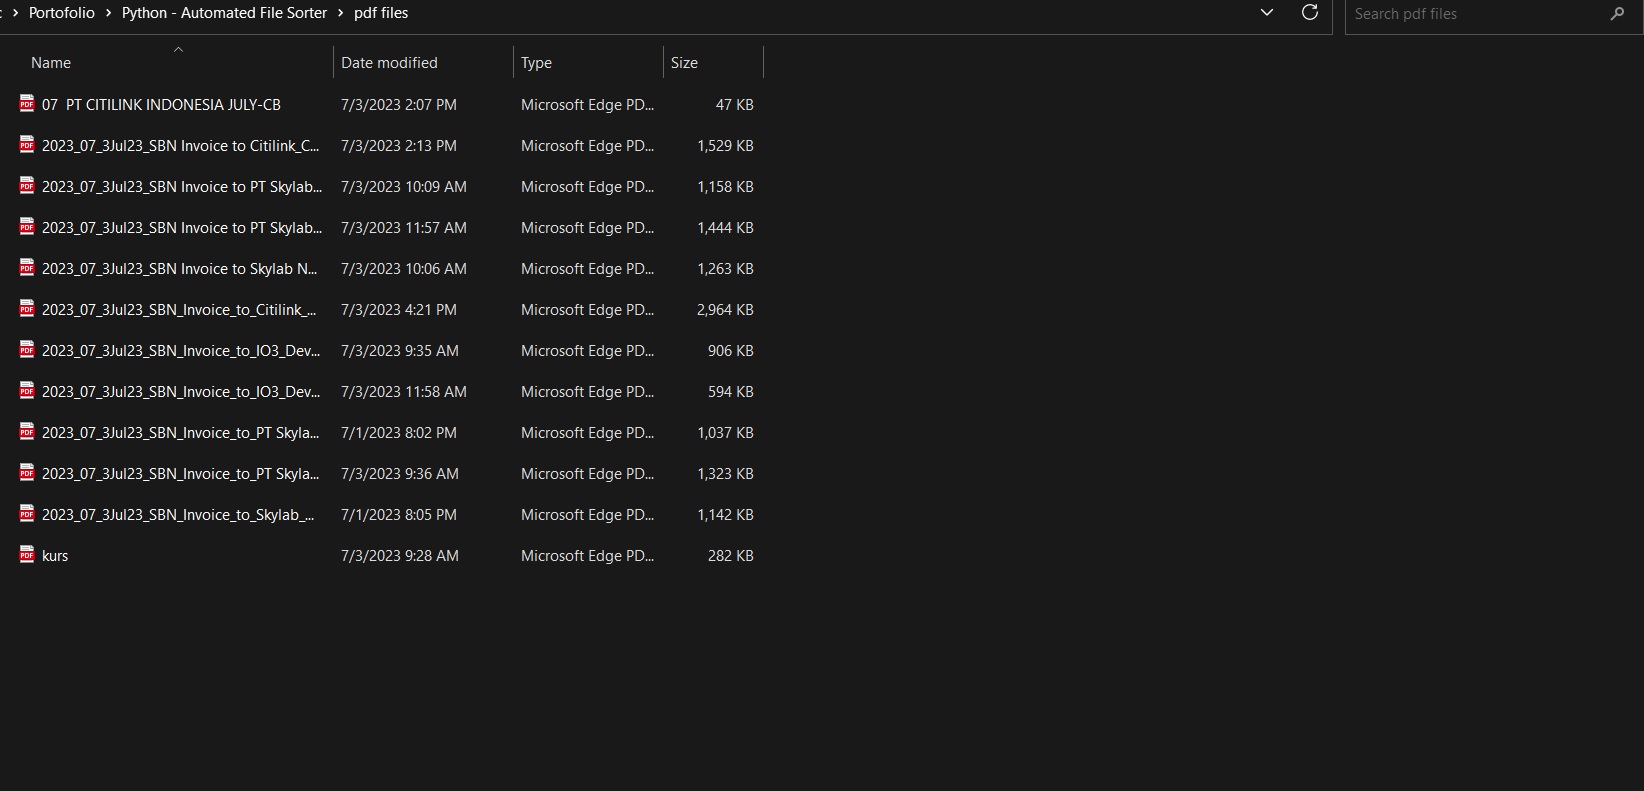 Portofolio > Python - Automated File Sorter > pdf files
Search pdf files
Name Date modified Type Size
07 PT CITILINK INDONESIA JULY-CB 7/3/2023 2:07 PM Microsoft Edge PD... 47 KB
2023_07_3Jul23_SBN Invoice to Citilink_C... 7/3/2023 2:13 PM Microsoft Edge PD... 1,529 KB
2023_07_3Jul23_SBN Invoice to PT Skylab... 7/3/2023 10:09 AM Microsoft Edge PD... 1,158 KB
2023_07_3Jul23_SBN Invoice to PT Skylab... 7/3/2023 11:57 AM Microsoft Edge PD... 1,444 KB
2023_07_3Jul23_SBN Invoice to Skylab N... 7/3/2023 10:06 AM Microsoft Edge PD... 1,263 KB
2023_07_3Jul23_SBN_Invoice_to_Citilink_... 7/3/2023 4:21 PM Microsoft Edge PD... 2,964 KB
2023_07_3Jul23_SBN_Invoice_to_IO3_Dev... 7/3/2023 9:35 AM Microsoft Edge PD... 906 KB
2023_07_3Jul23_SBN_Invoice_to_IO3_Dev... 7/3/2023 11:58 AM Microsoft Edge PD... 594 KB
2023_07_3Jul23_SBN_Invoice_to_PT Skyla... 7/1/2023 8:02 PM Microsoft Edge PD... 1,037 KB
2023_07_3Jul23_SBN_Invoice_to_PT Skyla... 7/3/2023 9:36 AM Microsoft Edge PD... 1,323 KB
2023_07_3Jul23_SBN_Invoice_to_Skylab_... 7/1/2023 8:05 PM Microsoft Edge PD... 1,142 KB
kurs 7/3/2023 9:28 AM Microsoft Edge PD... 282 KB